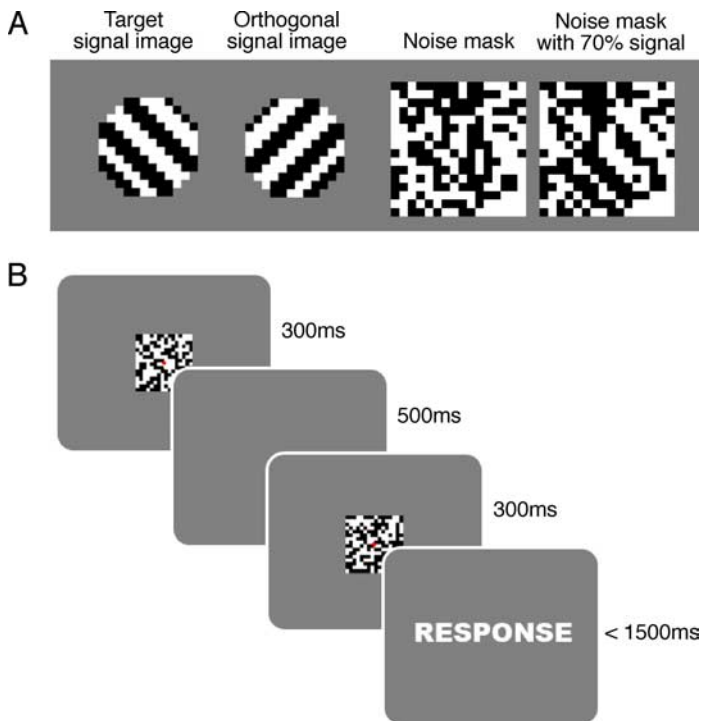 A
Target
signal image
Orthogonal
signal image
Noise mask
Noise mask
with 70% signal
B
300ms
500ms
300ms
RESPONSE
< 1500ms